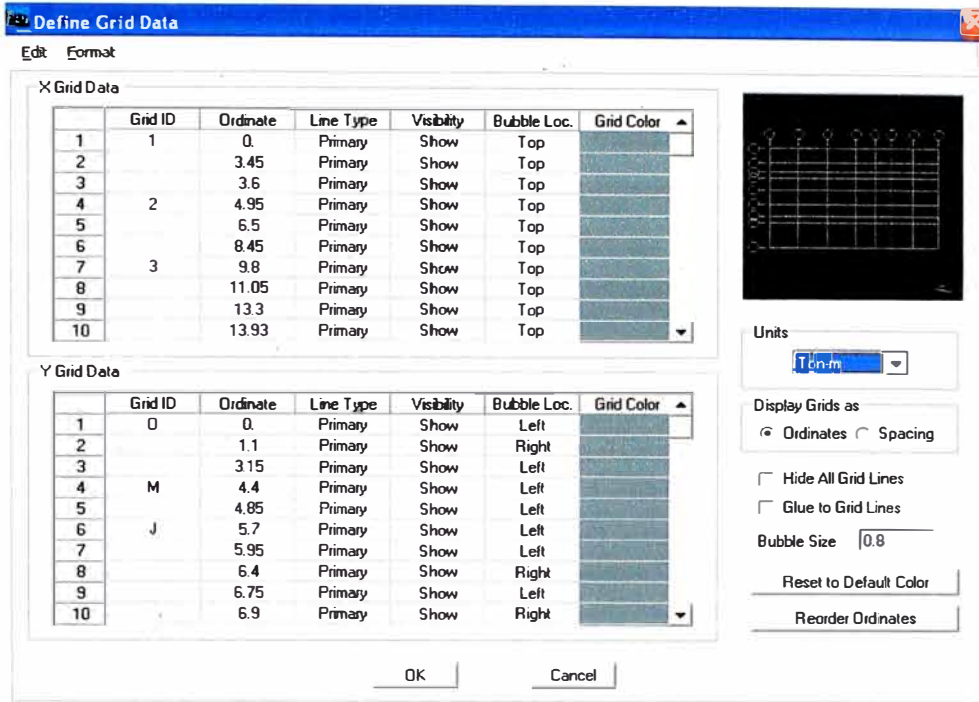 Define Grid Data
Edit Format
X Grid Data
Grid ID Ordinate Line Type Visibility Bubble Loc. Grid Color
1 1 0. Primary Show Top
2 3.45 Primary Show Top
3 3.6 Primary Show Top
4 2 4.95 Primary Show Top
5 6.5 Primary Show Top
6 8.45 Primary Show Top
7 3 9.8 Primary Show Top
8 11.05 Primary Show Top
9 13.3 Primary Show Top
10 13.93 Primary Show Top
Y Grid Data
Grid ID Ordinate Line Type Visibility Bubble Loc. Grid Color
1 O 0. Primary Show Left
2 1.1 Primary Show Right
3 3.15 Primary Show Left
4 M 4.4 Primary Show Left
5 4.85 Primary Show Left
6 J 5.7 Primary Show Left
7 5.95 Primary Show Left
8 6.4 Primary Show Right
9 6.75 Primary Show Left
10 6.9 Primary Show Right
Units
Ton-m
Display Grids as
Ordinates Spacing
Hide All Grid Lines
Glue to Grid Lines
Bubble Size 0.8
Reset to Default Color
Reorder Ordinates
OK Cancel